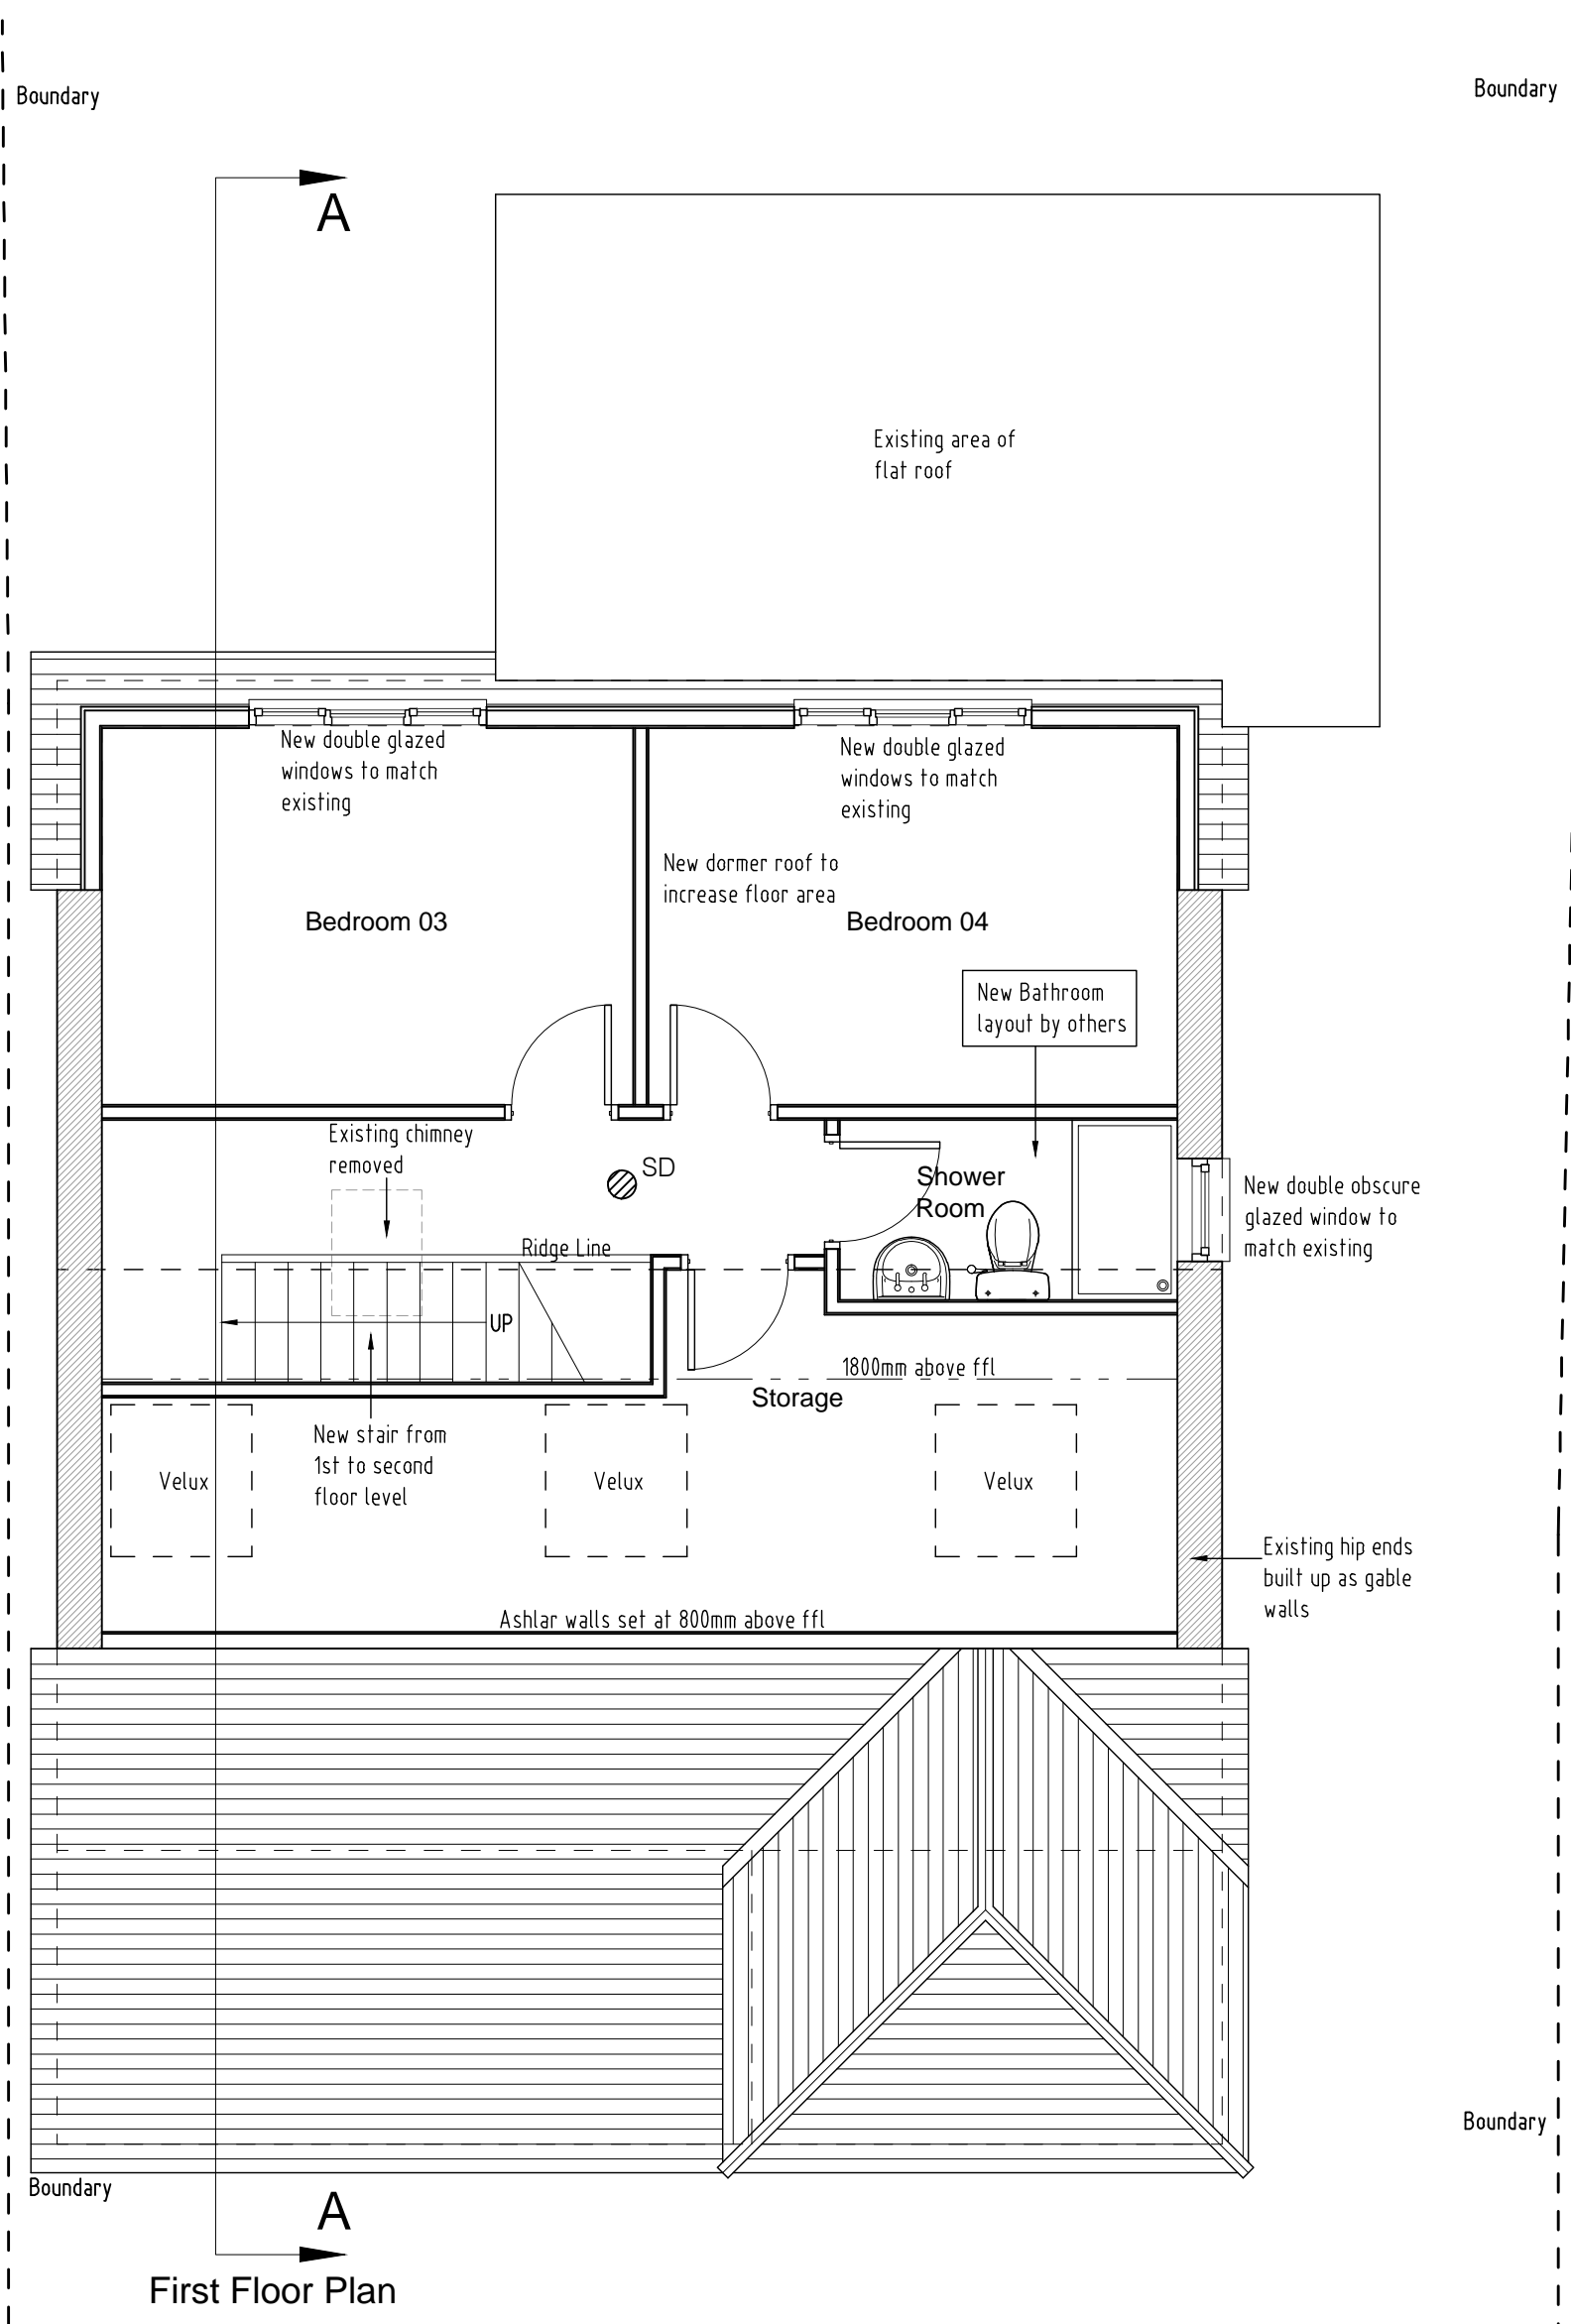 Boundary
Boundary
A
Existing area of
flat roof
New double glazed
windows to match
existing
New double glazed
windows to match
existing
New dormer roof to
increase floor area
Bedroom 03
Bedroom 04
New Bathroom
layout by others
Existing chimney
removed
SD
Shower
Room
New double obscure
glazed window to
match existing
Ridge Line
UP
1800mm above ffl
Storage
New stair from
1st to second
floor level
Velux
Velux
Velux
Existing hip ends
built up as gable
walls
Ashlar walls set at 800mm above ffl
Boundary
Boundary
A
First Floor Plan